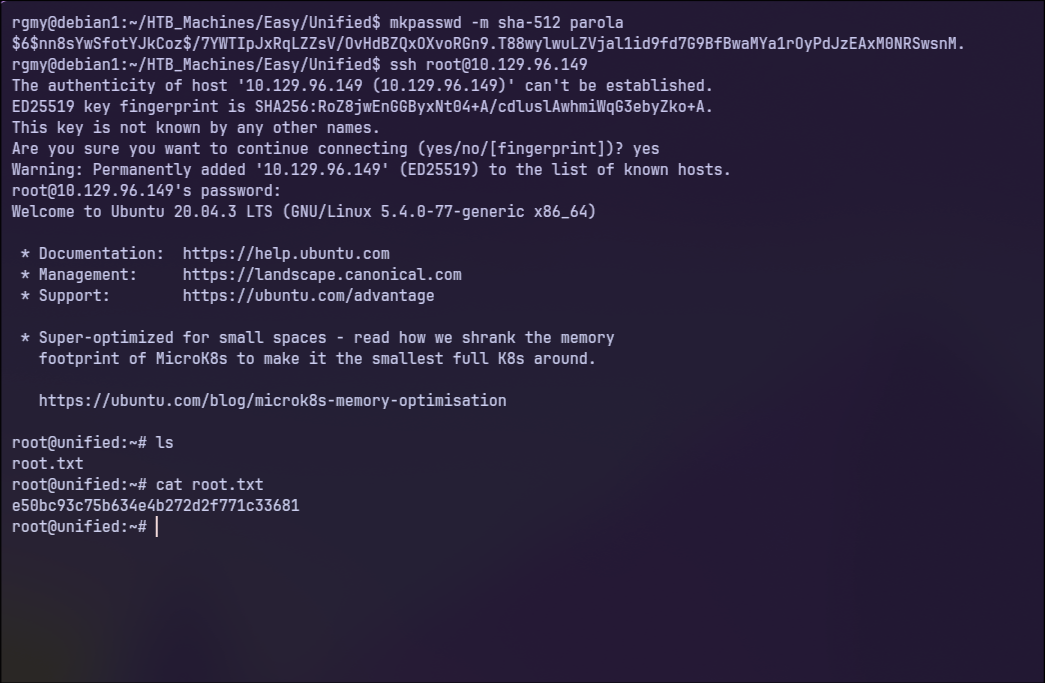 rgmy@debian1:~/HTB_Machines/Easy/Unified$ mkpasswd -m sha-512 parola
$6$nn8sYwSfotYJkCoz$/7YWTIpJxRqLZZsV/OvHdBZQxOXvoRGn9.T88wylwuLZVjal1id9fd7G9BfBwaMYa1rOyPdJzEAxM0NRSwsnM.
rgmy@debian1:~/HTB_Machines/Easy/Unified$ ssh root@10.129.96.149
The authenticity of host '10.129.96.149 (10.129.96.149)' can't be established.
ED25519 key fingerprint is SHA256:RoZ8jwEnGGByxNt04+A/cdluslAwhmiWqG3ebyZko+A.
This key is not known by any other names.
Are you sure you want to continue connecting (yes/no/[fingerprint])? yes
Warning: Permanently added '10.129.96.149' (ED25519) to the list of known hosts.
root@10.129.96.149's password:
Welcome to Ubuntu 20.04.3 LTS (GNU/Linux 5.4.0-77-generic x86_64)
* Documentation:  https://help.ubuntu.com
* Management:     https://landscape.canonical.com
* Support:        https://ubuntu.com/advantage
* Super-optimized for small spaces - read how we shrank the memory
footprint of MicroK8s to make it the smallest full K8s around.
https://ubuntu.com/blog/microk8s-memory-optimisation
root@unified:~# ls
root.txt
root@unified:~# cat root.txt
e50bc93c75b634e4b272d2f771c33681
root@unified:~#